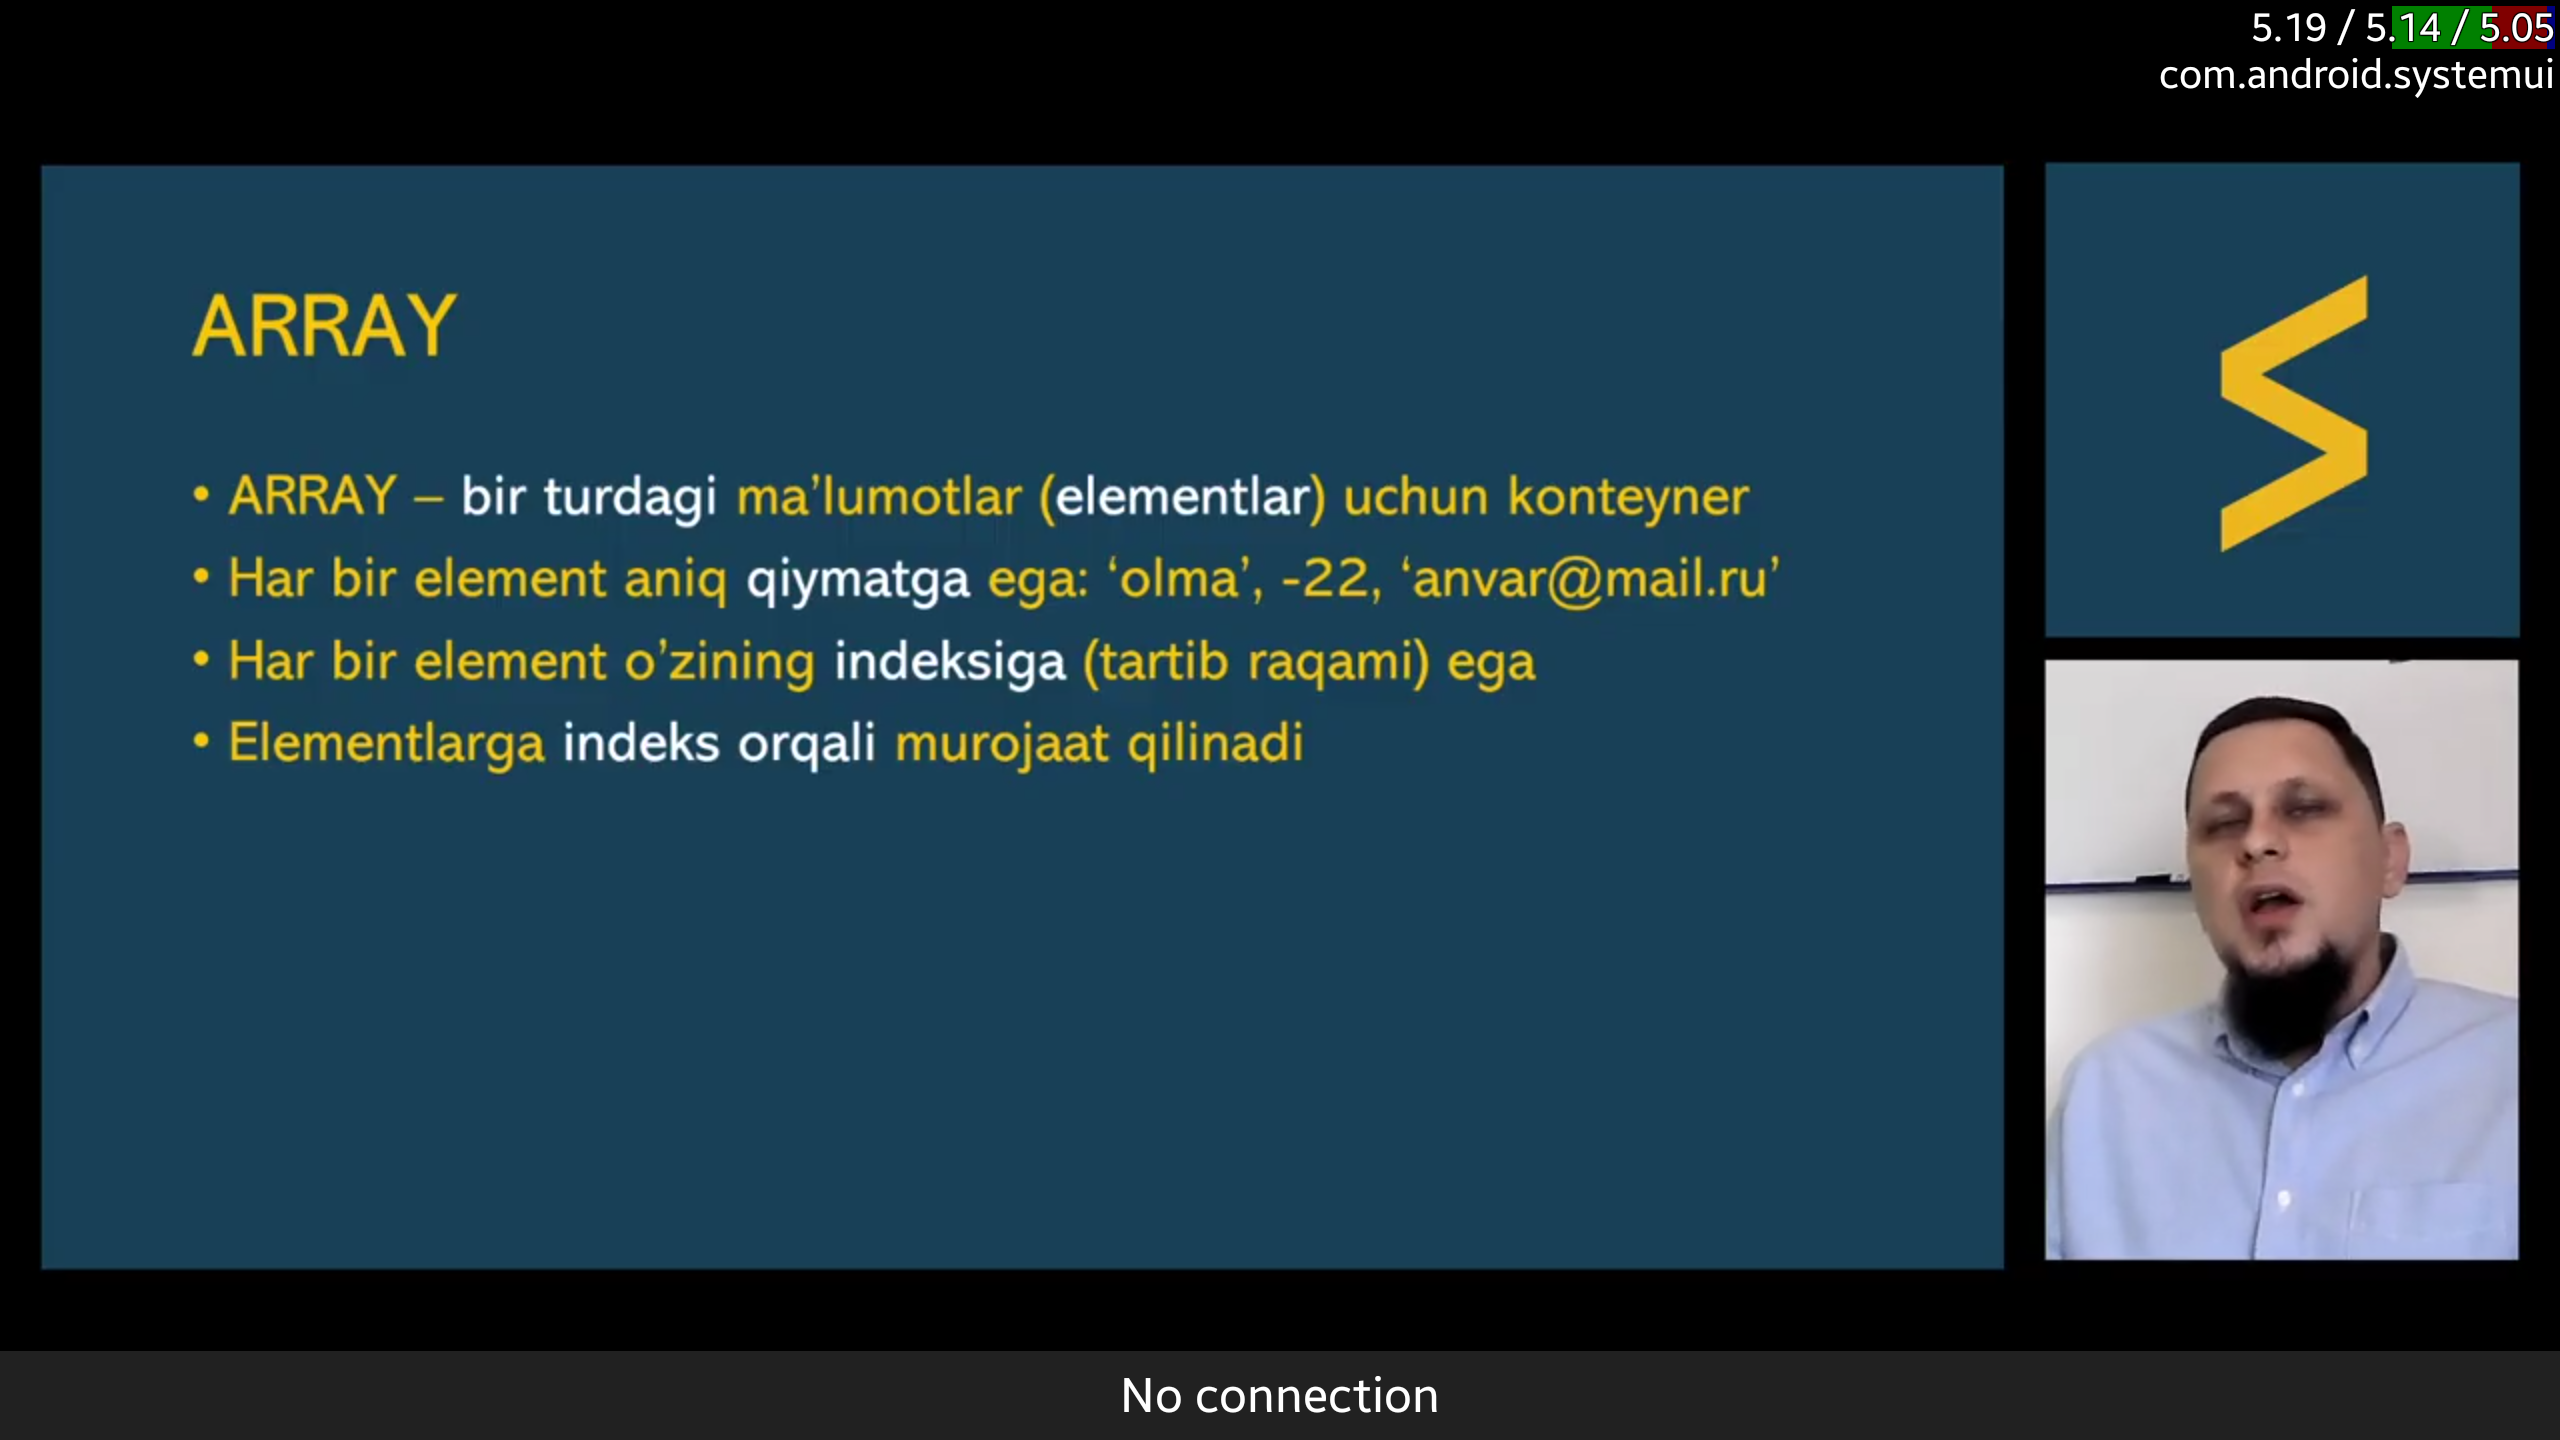 5.19 / 5.14 / 5.05
com.android.systemui
ARRAY
• ARRAY – bir turdagi ma’lumotlar (elementlar) uchun konteyner
• Har bir element aniq qiymatga ega: ‘olma’, -22, ‘anvar@mail.ru’
• Har bir element o’zining indeksiga (tartib raqami) ega
• Elementlarga indeks orqali murojaat qilinadi
No connection